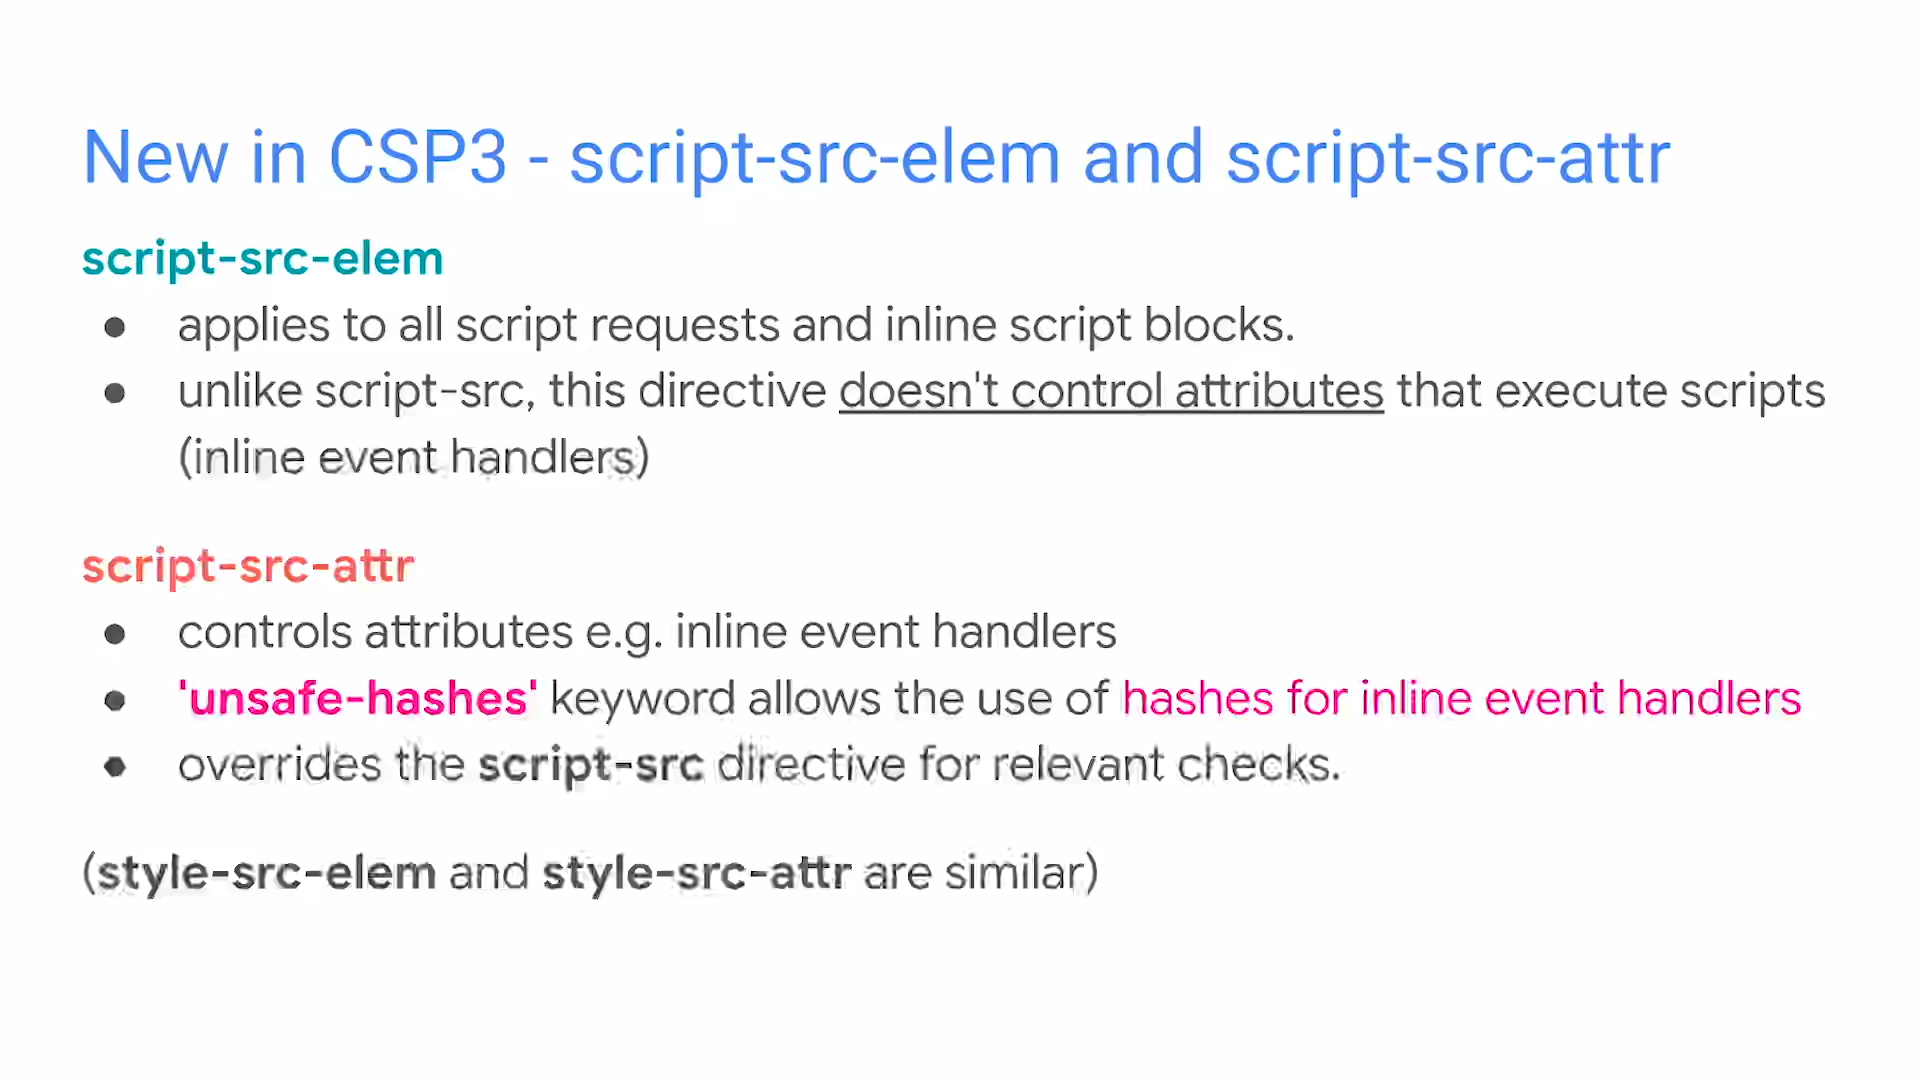 New in CSP3 - script-src-elem and script-src-attr
script-src-elem
● applies to all script requests and inline script blocks.
● unlike script-src, this directive doesn't control attributes that execute scripts
(inline event handlers)
script-src-attr
● controls attributes e.g. inline event handlers
● 'unsafe-hashes' keyword allows the use of hashes for inline event handlers
● overrides the script-src directive for relevant checks.
(style-src-elem and style-src-attr are similar)